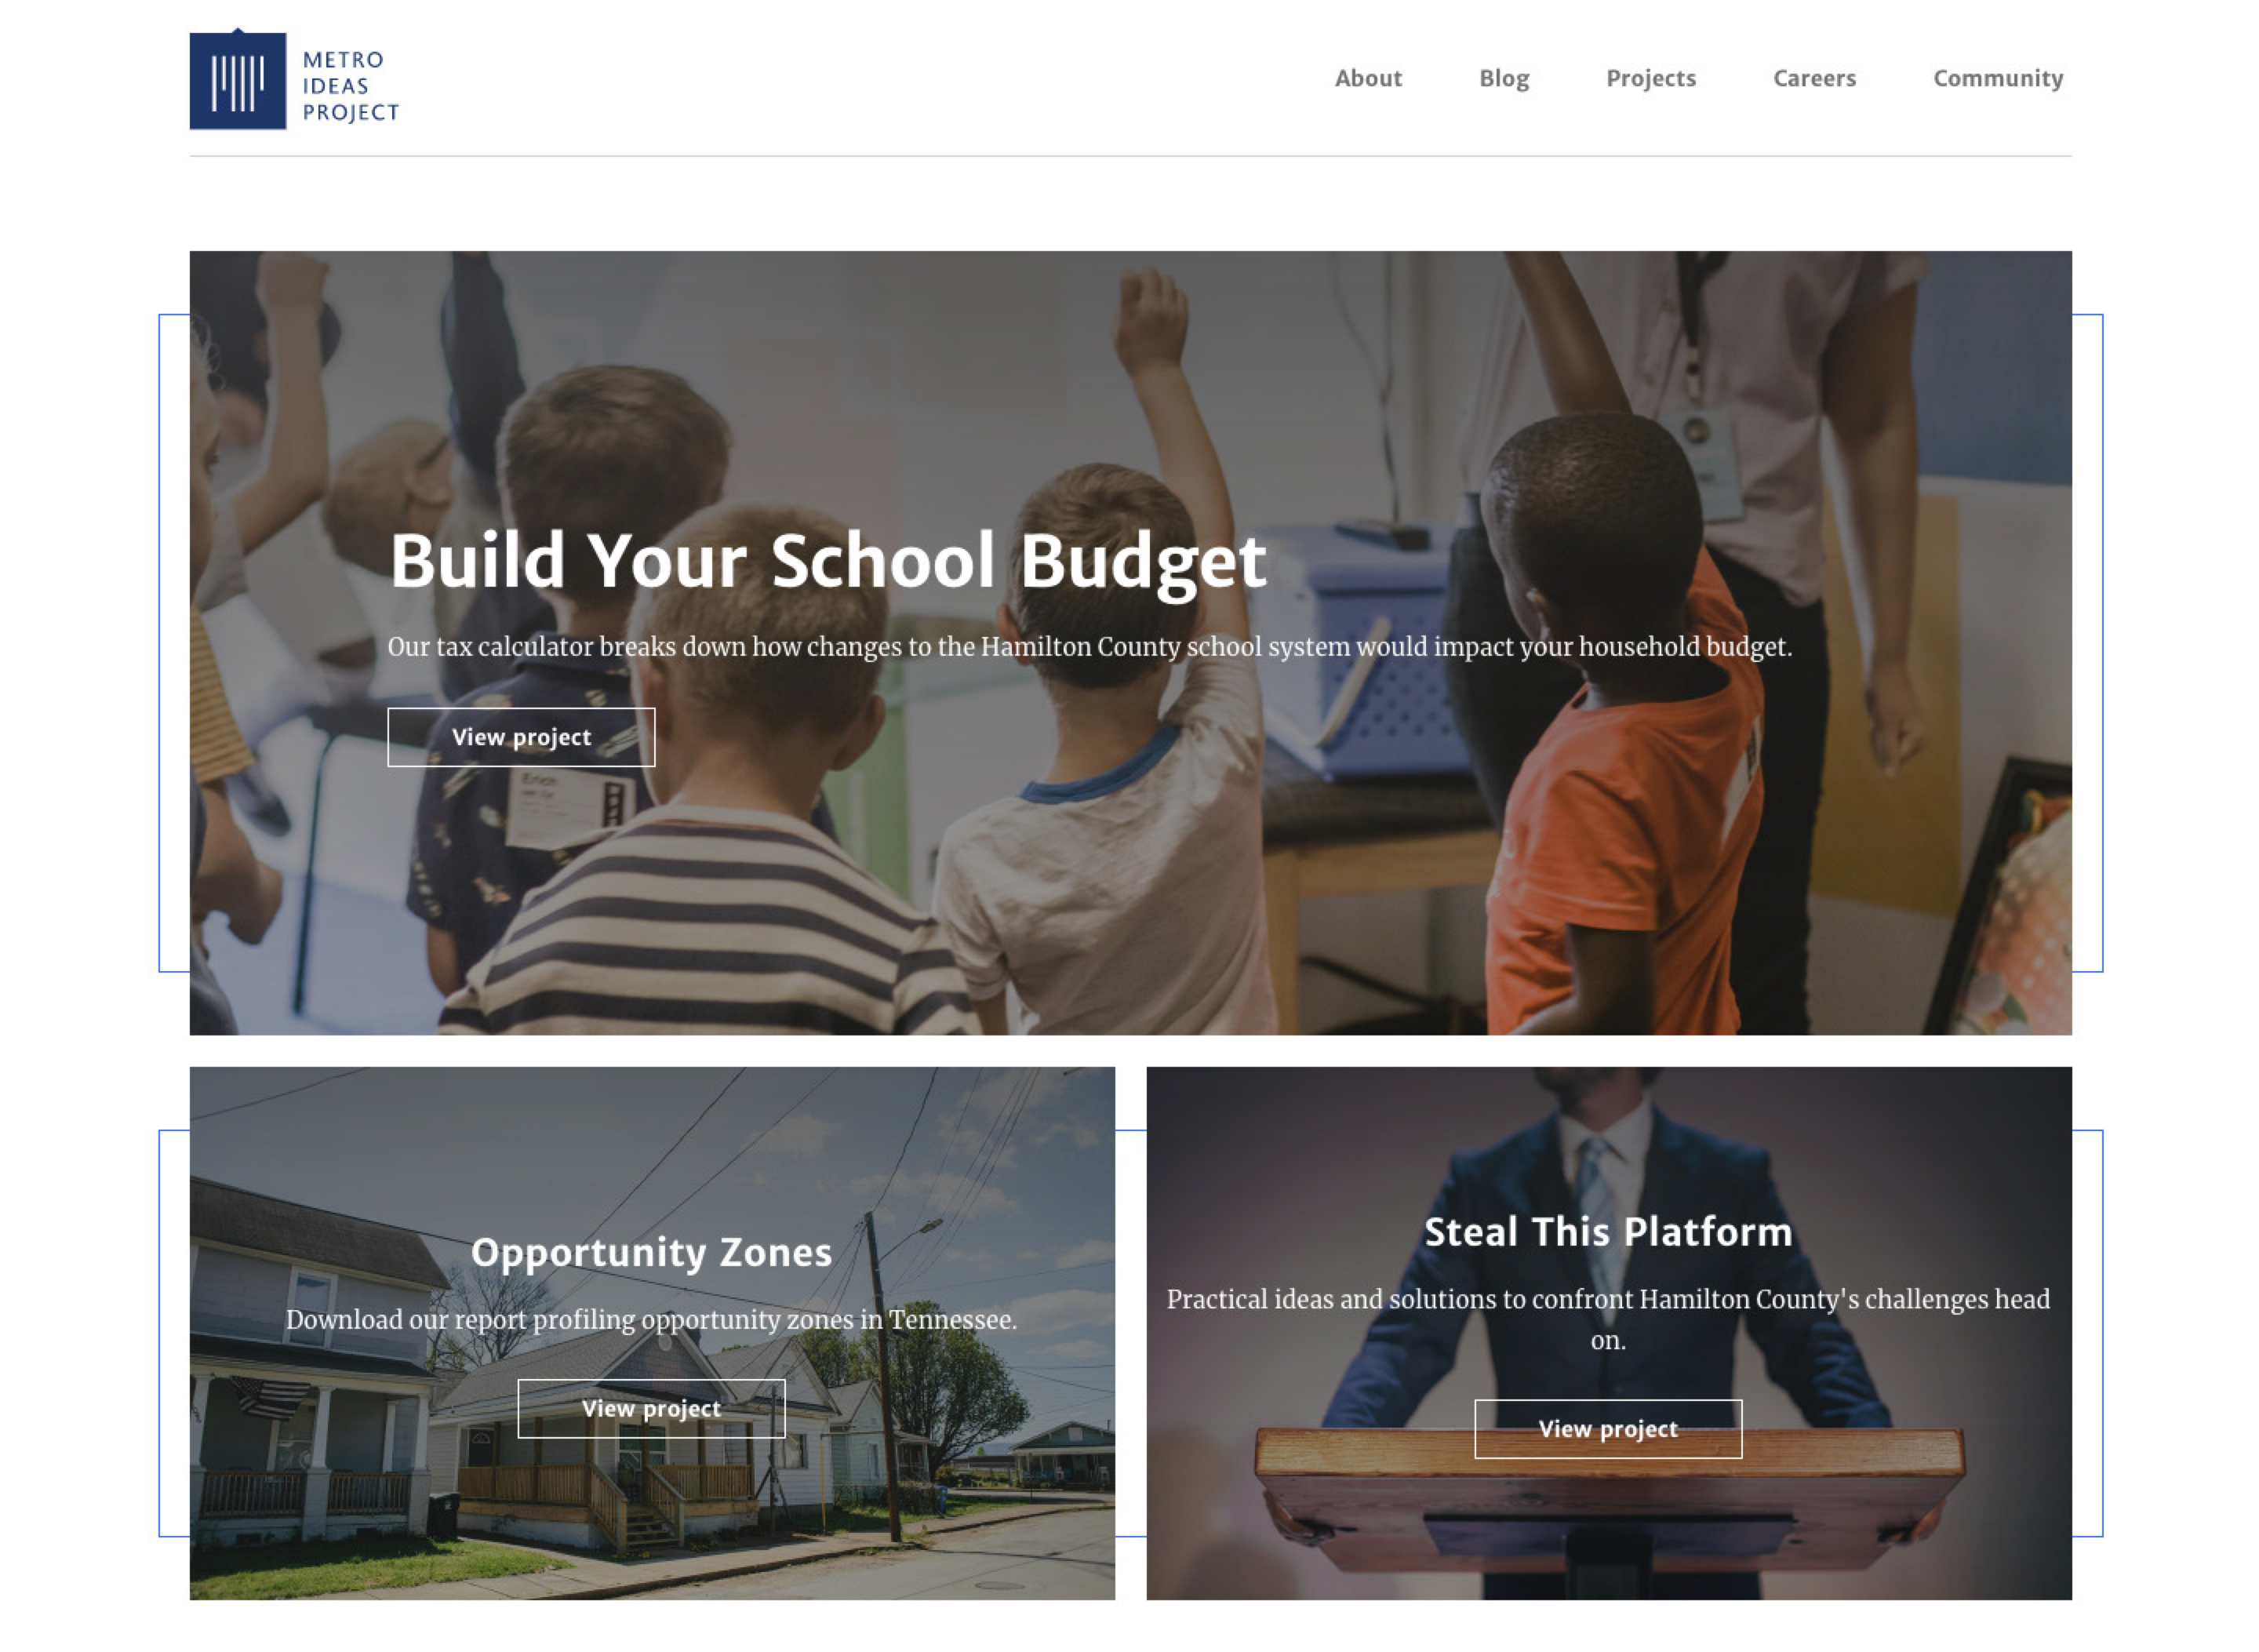 METRO
IDEAS
PROJECT
About Blog Projects Careers Community
Build Your School Budget
Our tax calculator breaks down how changes to the Hamilton County school system would impact your household budget.
View project
Opportunity Zones
Download our report profiling opportunity zones in Tennessee.
View project
Steal This Platform
Practical ideas and solutions to confront Hamilton County's challenges head
on.
View project